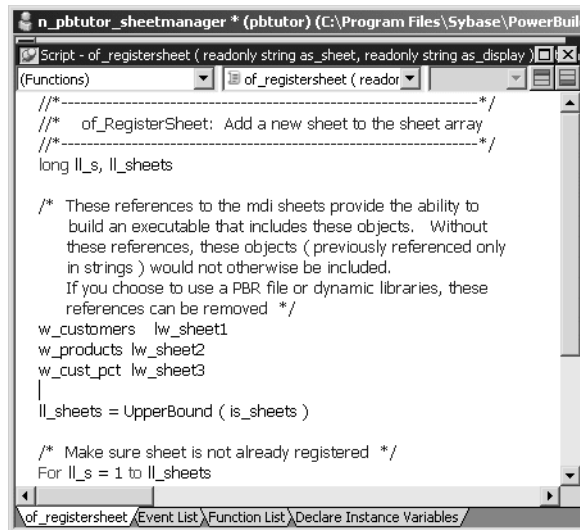 n_pbtutor_sheetmanager * (pbtutor) (C:\Program Files\Sybase\PowerBuil
Script - of_registersheet ( readonly string as_sheet, readonly string as_display )
(Functions) of_registersheet ( reador
//*----------------------------------------------------------------*/
//* of_RegisterSheet: Add a new sheet to the sheet array
//*----------------------------------------------------------------*/
long ll_s, ll_sheets
/* These references to the mdi sheets provide the ability to
build an executable that includes these objects. Without
these references, these objects ( previously referenced only
in strings ) would not otherwise be included.
If you choose to use a PBR file or dynamic libraries, these
references can be removed */
w_customers lw_sheet1
w_products lw_sheet2
w_cust_pct lw_sheet3
ll_sheets = UpperBound ( is_sheets )
/* Make sure sheet is not already registered */
For ll_s = 1 to ll_sheets
of_registersheet Event List Function List Declare Instance Variables